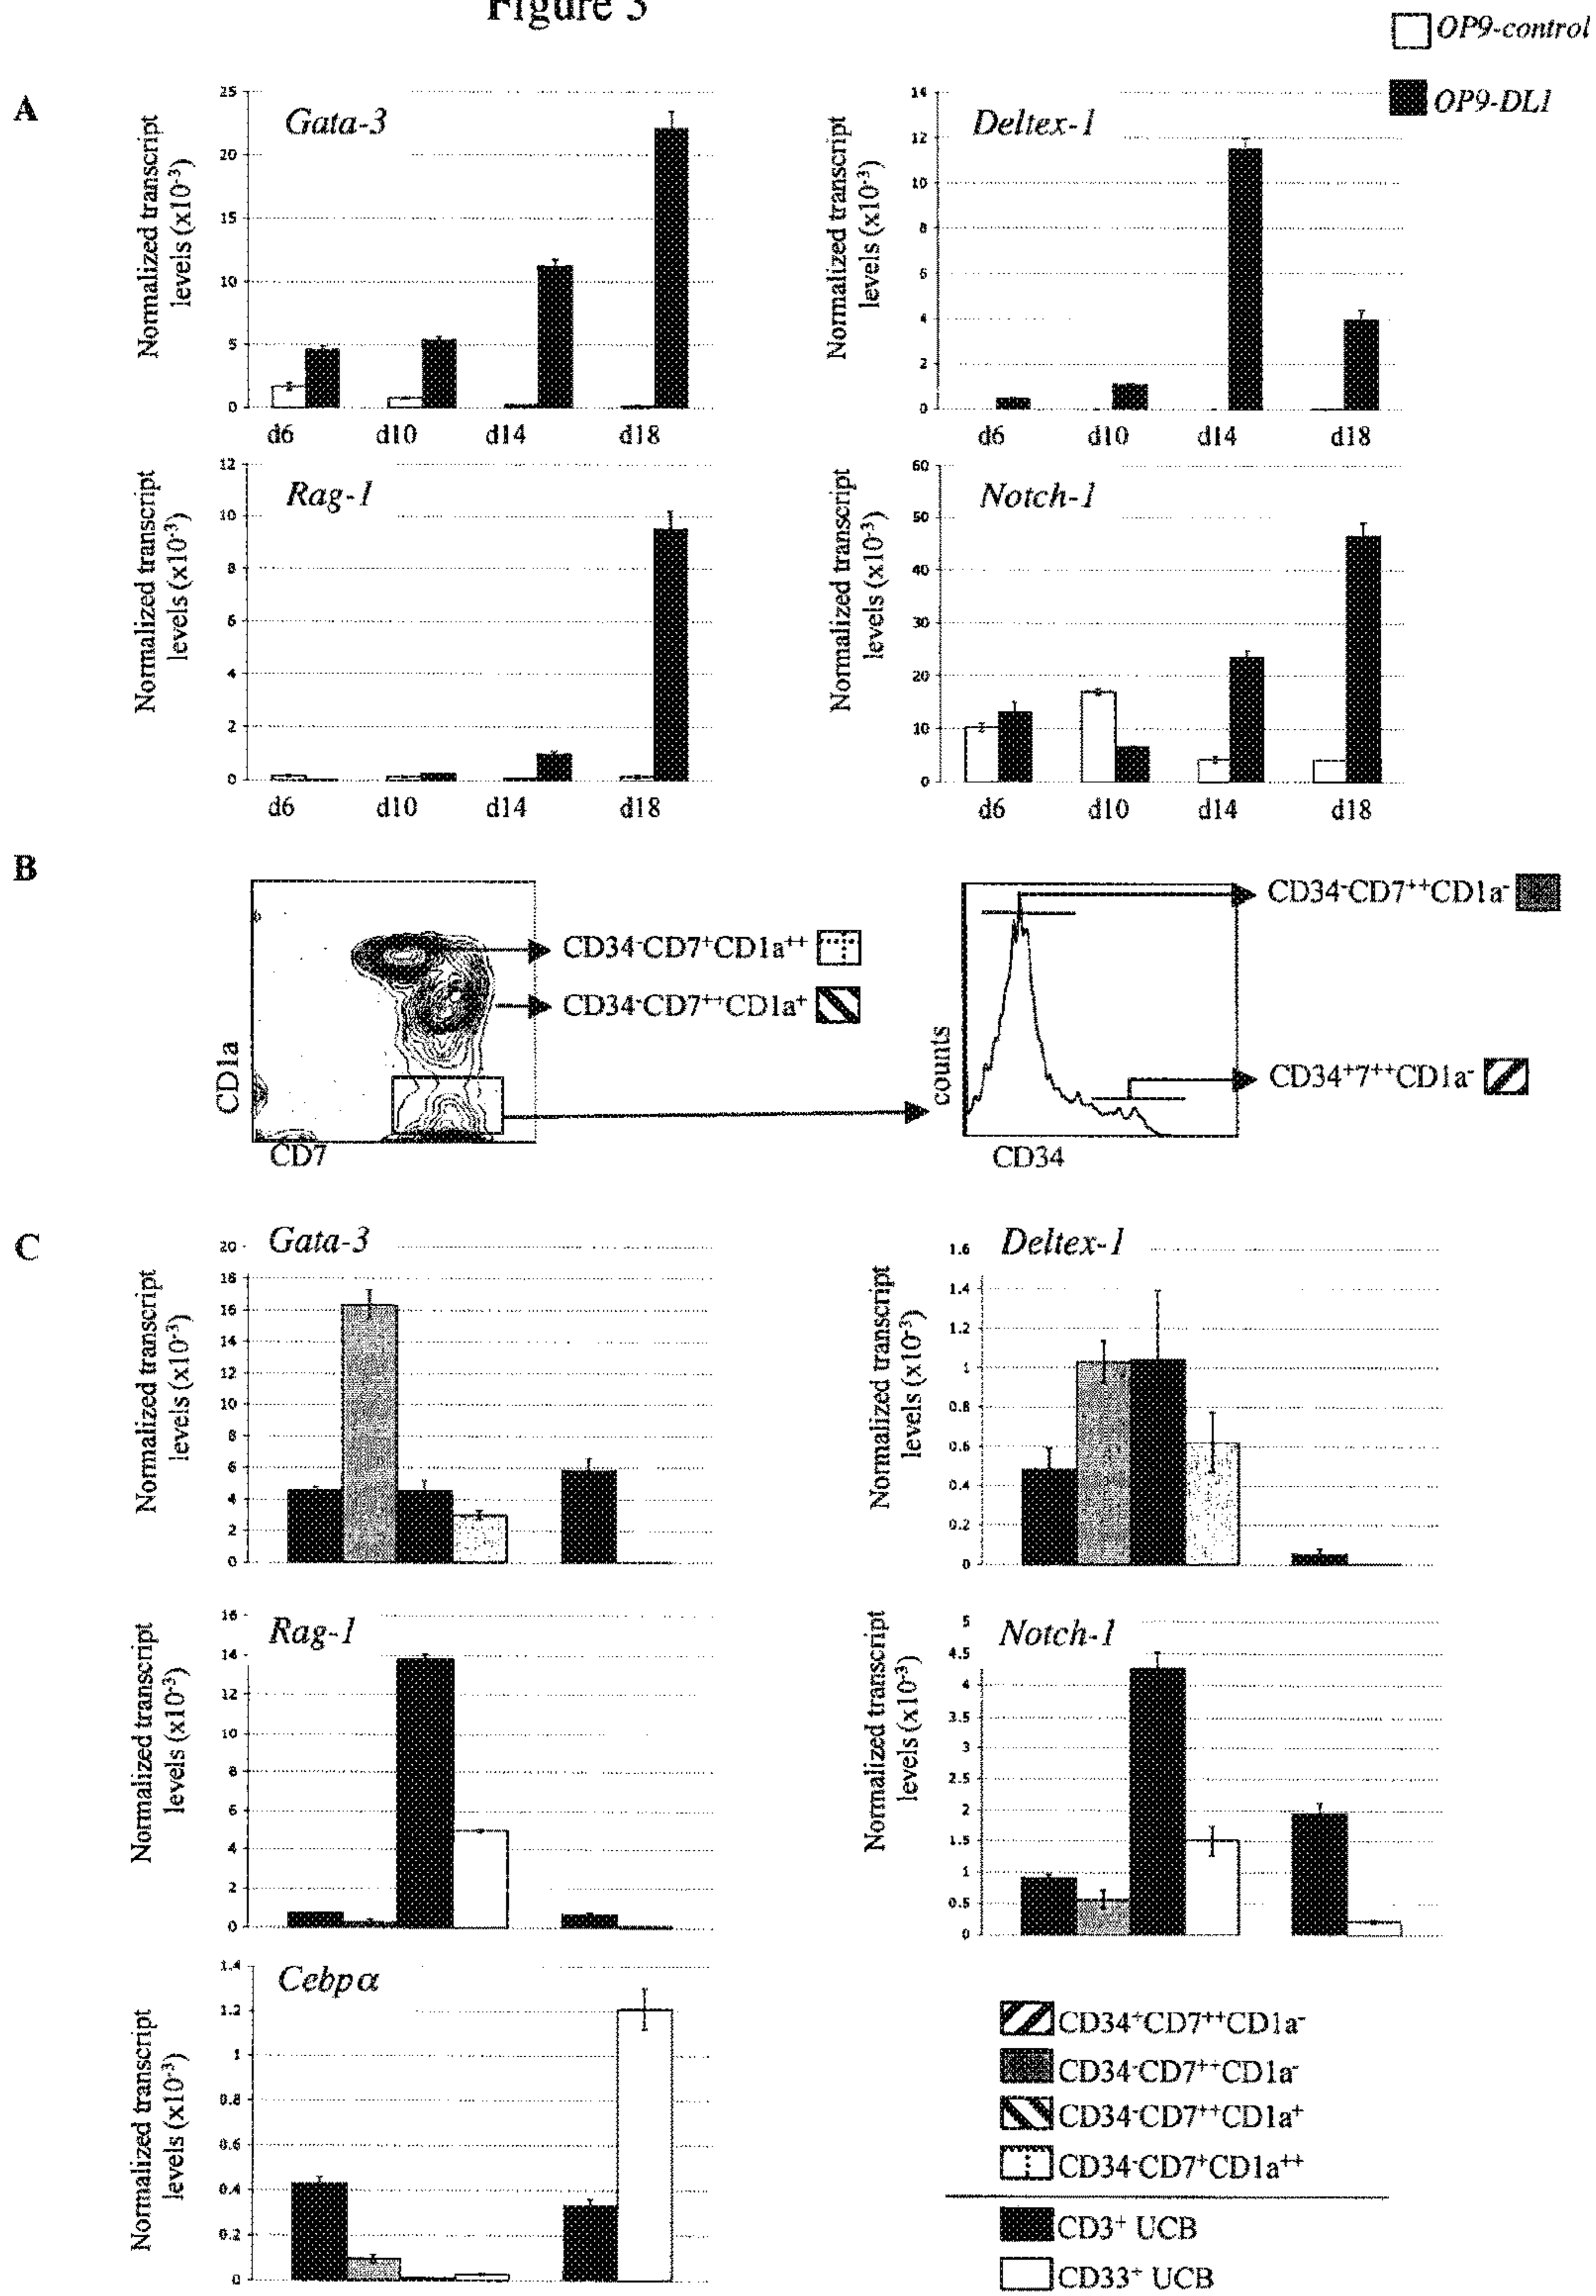 Figure 3
OP9-control
OP9-DL1
A
Gata-3
Normalized transcript
levels (x10⁻³)
25
20
15
10
5
0
d6 d10 d14 d18
Deltex-1
Normalized transcript
levels (x10⁻³)
14
12
10
8
6
4
2
0
d6 d10 d14 d18
Rag-1
Normalized transcript
levels (x10⁻³)
12
10
8
6
4
2
0
d6 d10 d14 d18
Notch-1
Normalized transcript
levels (x10⁻³)
60
50
40
30
20
10
0
d6 d10 d14 d18
B
CD1a
CD7
CD34⁻CD7⁺CD1a⁺⁺
CD34⁻CD7⁺⁺CD1a⁺
counts
CD34
CD34⁻CD7⁺⁺CD1a⁻
CD34⁺7⁺⁺CD1a⁻
C
Gata-3
Normalized transcript
levels (x10⁻³)
20
18
16
14
12
10
8
6
4
2
0
Deltex-1
Normalized transcript
levels (x10⁻³)
1.6
1.4
1.2
1
0.8
0.6
0.4
0.2
0
Rag-1
Normalized transcript
levels (x10⁻³)
16
14
12
10
8
6
4
2
0
Notch-1
Normalized transcript
levels (x10⁻³)
5
4.5
4
3.5
3
2.5
2
1.5
1
0.5
0
Cebpα
Normalized transcript
levels (x10⁻³)
1.4
1.2
1
0.8
0.6
0.4
0.2
0
CD34⁺CD7⁺⁺CD1a⁻
CD34⁻CD7⁺⁺CD1a⁻
CD34⁻CD7⁺⁺CD1a⁺
CD34⁻CD7⁺CD1a⁺⁺
CD3⁺ UCB
CD33⁺ UCB